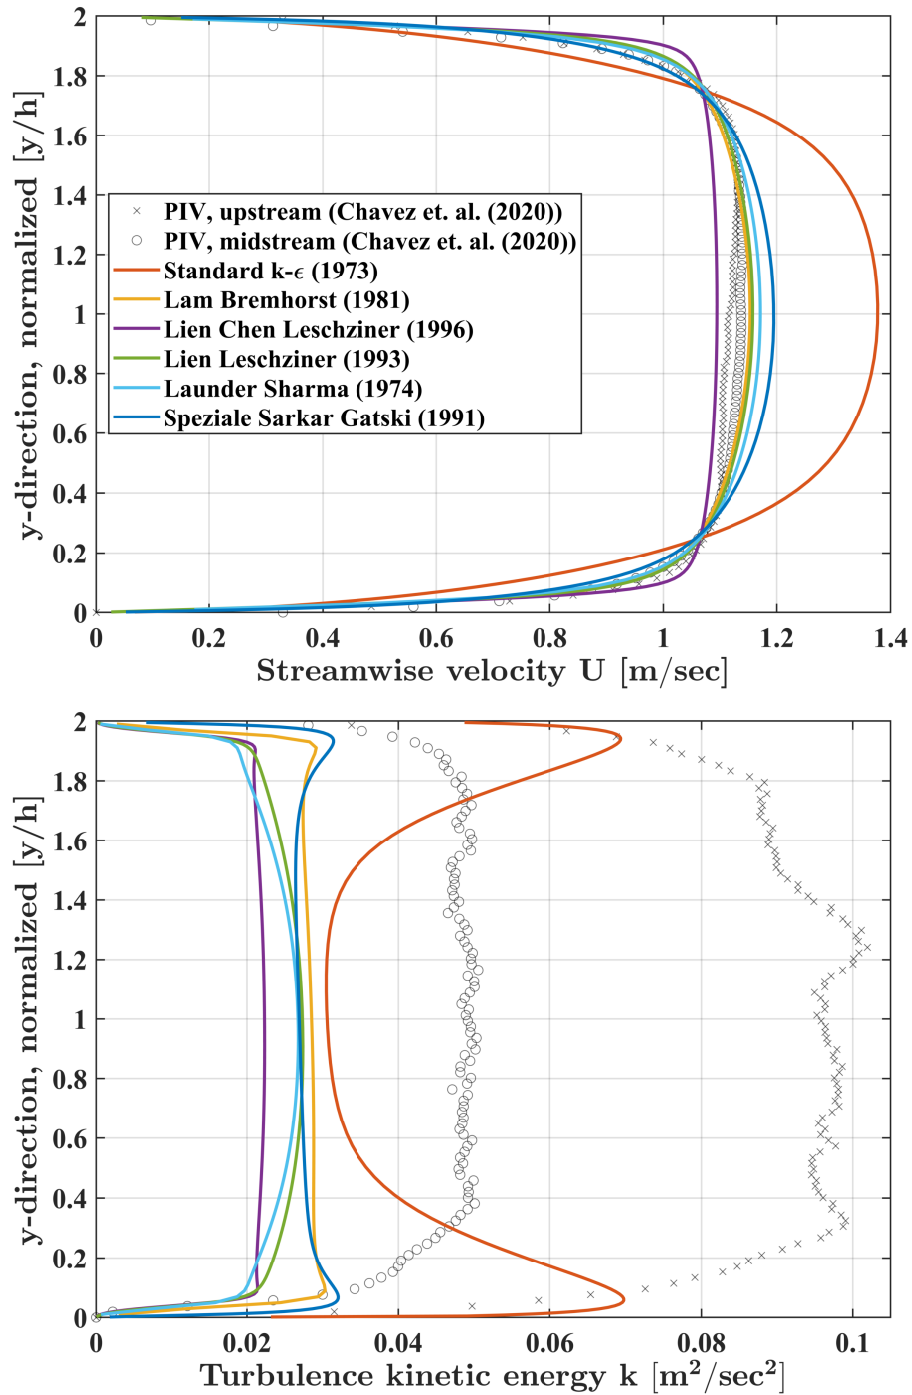 2
1.8
1.6
1.4
1.2
1
0.8
0.6
0.4
0.2
0
y-direction, normalized [y/h]
× PIV, upstream (Chavez et. al. (2020))
○ PIV, midstream (Chavez et. al. (2020))
Standard k-ϵ (1973)
Lam Bremhorst (1981)
Lien Chen Leschziner (1996)
Lien Leschziner (1993)
Launder Sharma (1974)
Speziale Sarkar Gatski (1991)
0 0.2 0.4 0.6 0.8 1 1.2 1.4
Streamwise velocity U [m/sec]
2
1.8
1.6
1.4
1.2
1
0.8
0.6
0.4
0.2
0
y-direction, normalized [y/h]
0 0.02 0.04 0.06 0.08 0.1
Turbulence kinetic energy k [m²/sec²]